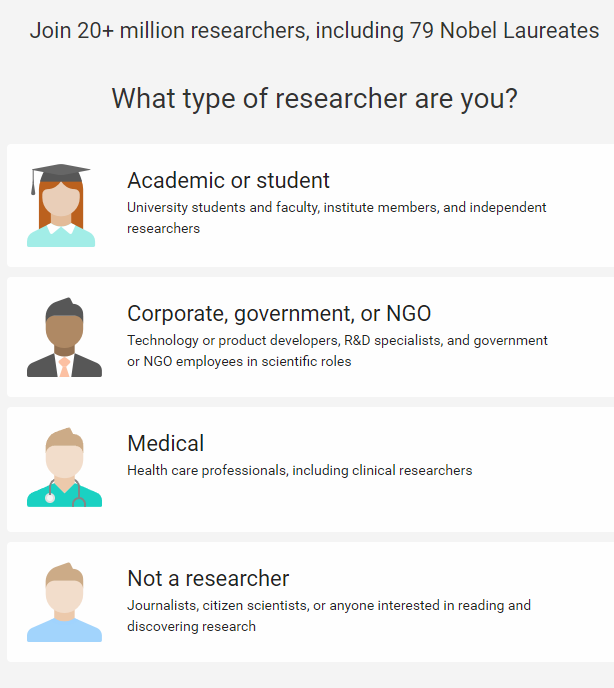 Join 20+ million researchers, including 79 Nobel Laureates
What type of researcher are you?
Academic or student
University students and faculty, institute members, and independent
researchers
Corporate, government, or NGO
Technology or product developers, R&D specialists, and government
or NGO employees in scientific roles
Medical
Health care professionals, including clinical researchers
Not a researcher
Journalists, citizen scientists, or anyone interested in reading and
discovering research